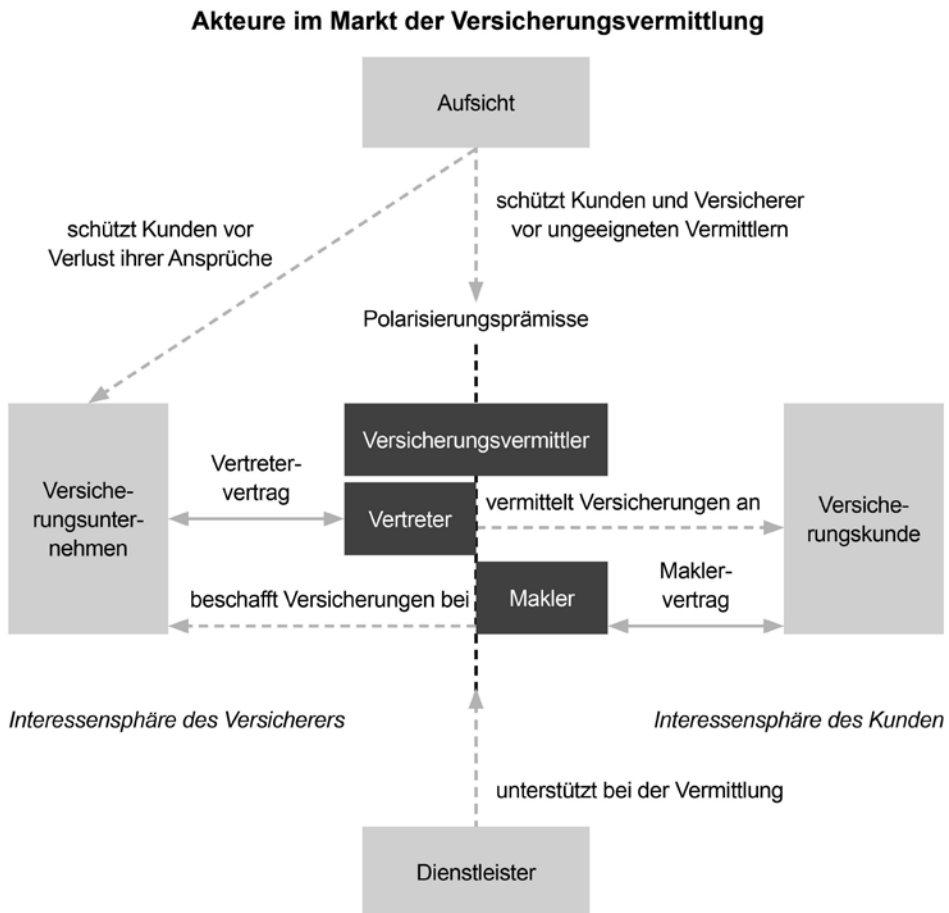 Akteure im Markt der Versicherungsvermittlung
Aufsicht
schützt Kunden vor
Verlust ihrer Ansprüche
schützt Kunden und Versicherer
vor ungeeigneten Vermittlern
Polarisierungsprämisse
Versiche-
rungsunter-
nehmen
Vertreter-
vertrag
Versicherungsvermittler
Vertreter
vermittelt Versicherungen an
Versiche-
rungskunde
beschafft Versicherungen bei
Makler
Makler-
vertrag
Interessensphäre des Versicherers
Interessensphäre des Kunden
unterstützt bei der Vermittlung
Dienstleister